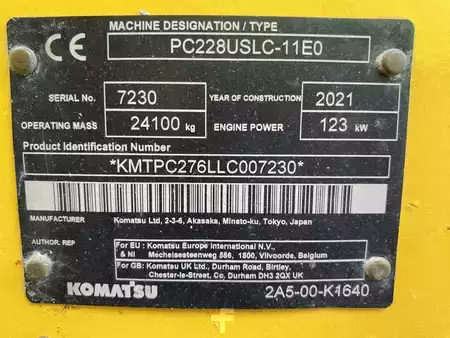 MACHINE DESIGNATION / TYPE
CE PC228USLC-11E0
SERIAL No. 7230 YEAR OF CONSTRUCTION 2021
OPERATING MASS 24100 kg ENGINE POWER 123 kW
Product Identification Number
*KMTPC276LLC007230*
MANUFACTURER Komatsu Ltd, 2-3-6, Akasaka, Minato-ku, Tokyo, Japan
AUTHOR. REP
For EU : Komatsu Europe International N.V.,
& NI Mechelsesteenweg 586, 1800, Vilvoorde, Belgium
For GB: Komatsu UK Ltd., Durham Road, Birtley,
Chester-le-Street, Co. Durham DH3 2QX UK
KOMATSU 2A5-00-K1640